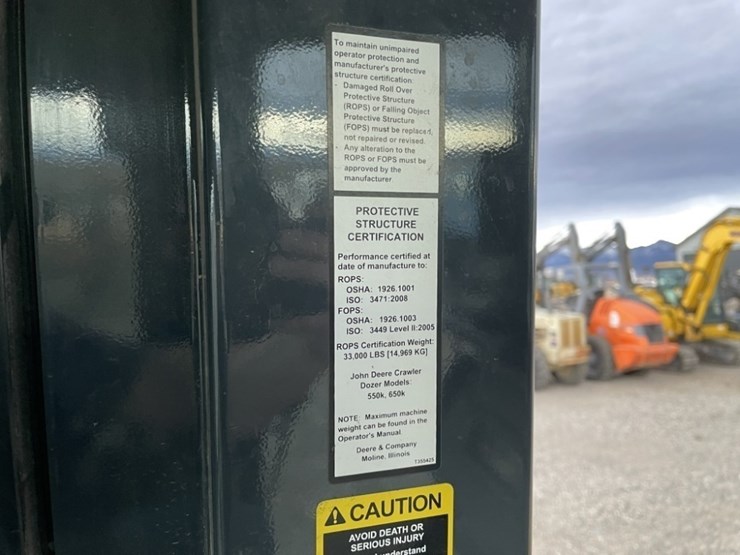 To maintain unimpaired
operator protection and
manufacturer's protective
structure certification:
- Damaged Roll Over
Protective Structure
(ROPS) or Falling Object
Protective Structure
(FOPS) must be replaced,
not repaired or revised.
- Any alteration to the
ROPS or FOPS must be
approved by the
manufacturer.
PROTECTIVE
STRUCTURE
CERTIFICATION
Performance certified at
date of manufacture to:
ROPS:
OSHA: 1926.1001
ISO: 3471:2008
FOPS:
OSHA: 1926.1003
ISO: 3449 Level II:2005
ROPS Certification Weight:
33,000 LBS [14,969 KG]
John Deere Crawler
Dozer Models:
550k, 650k
NOTE: Maximum machine
weight can be found in the
Operator's Manual.
Deere & Company
Moline, Illinois
CAUTION
AVOID DEATH OR
SERIOUS INJURY
understand